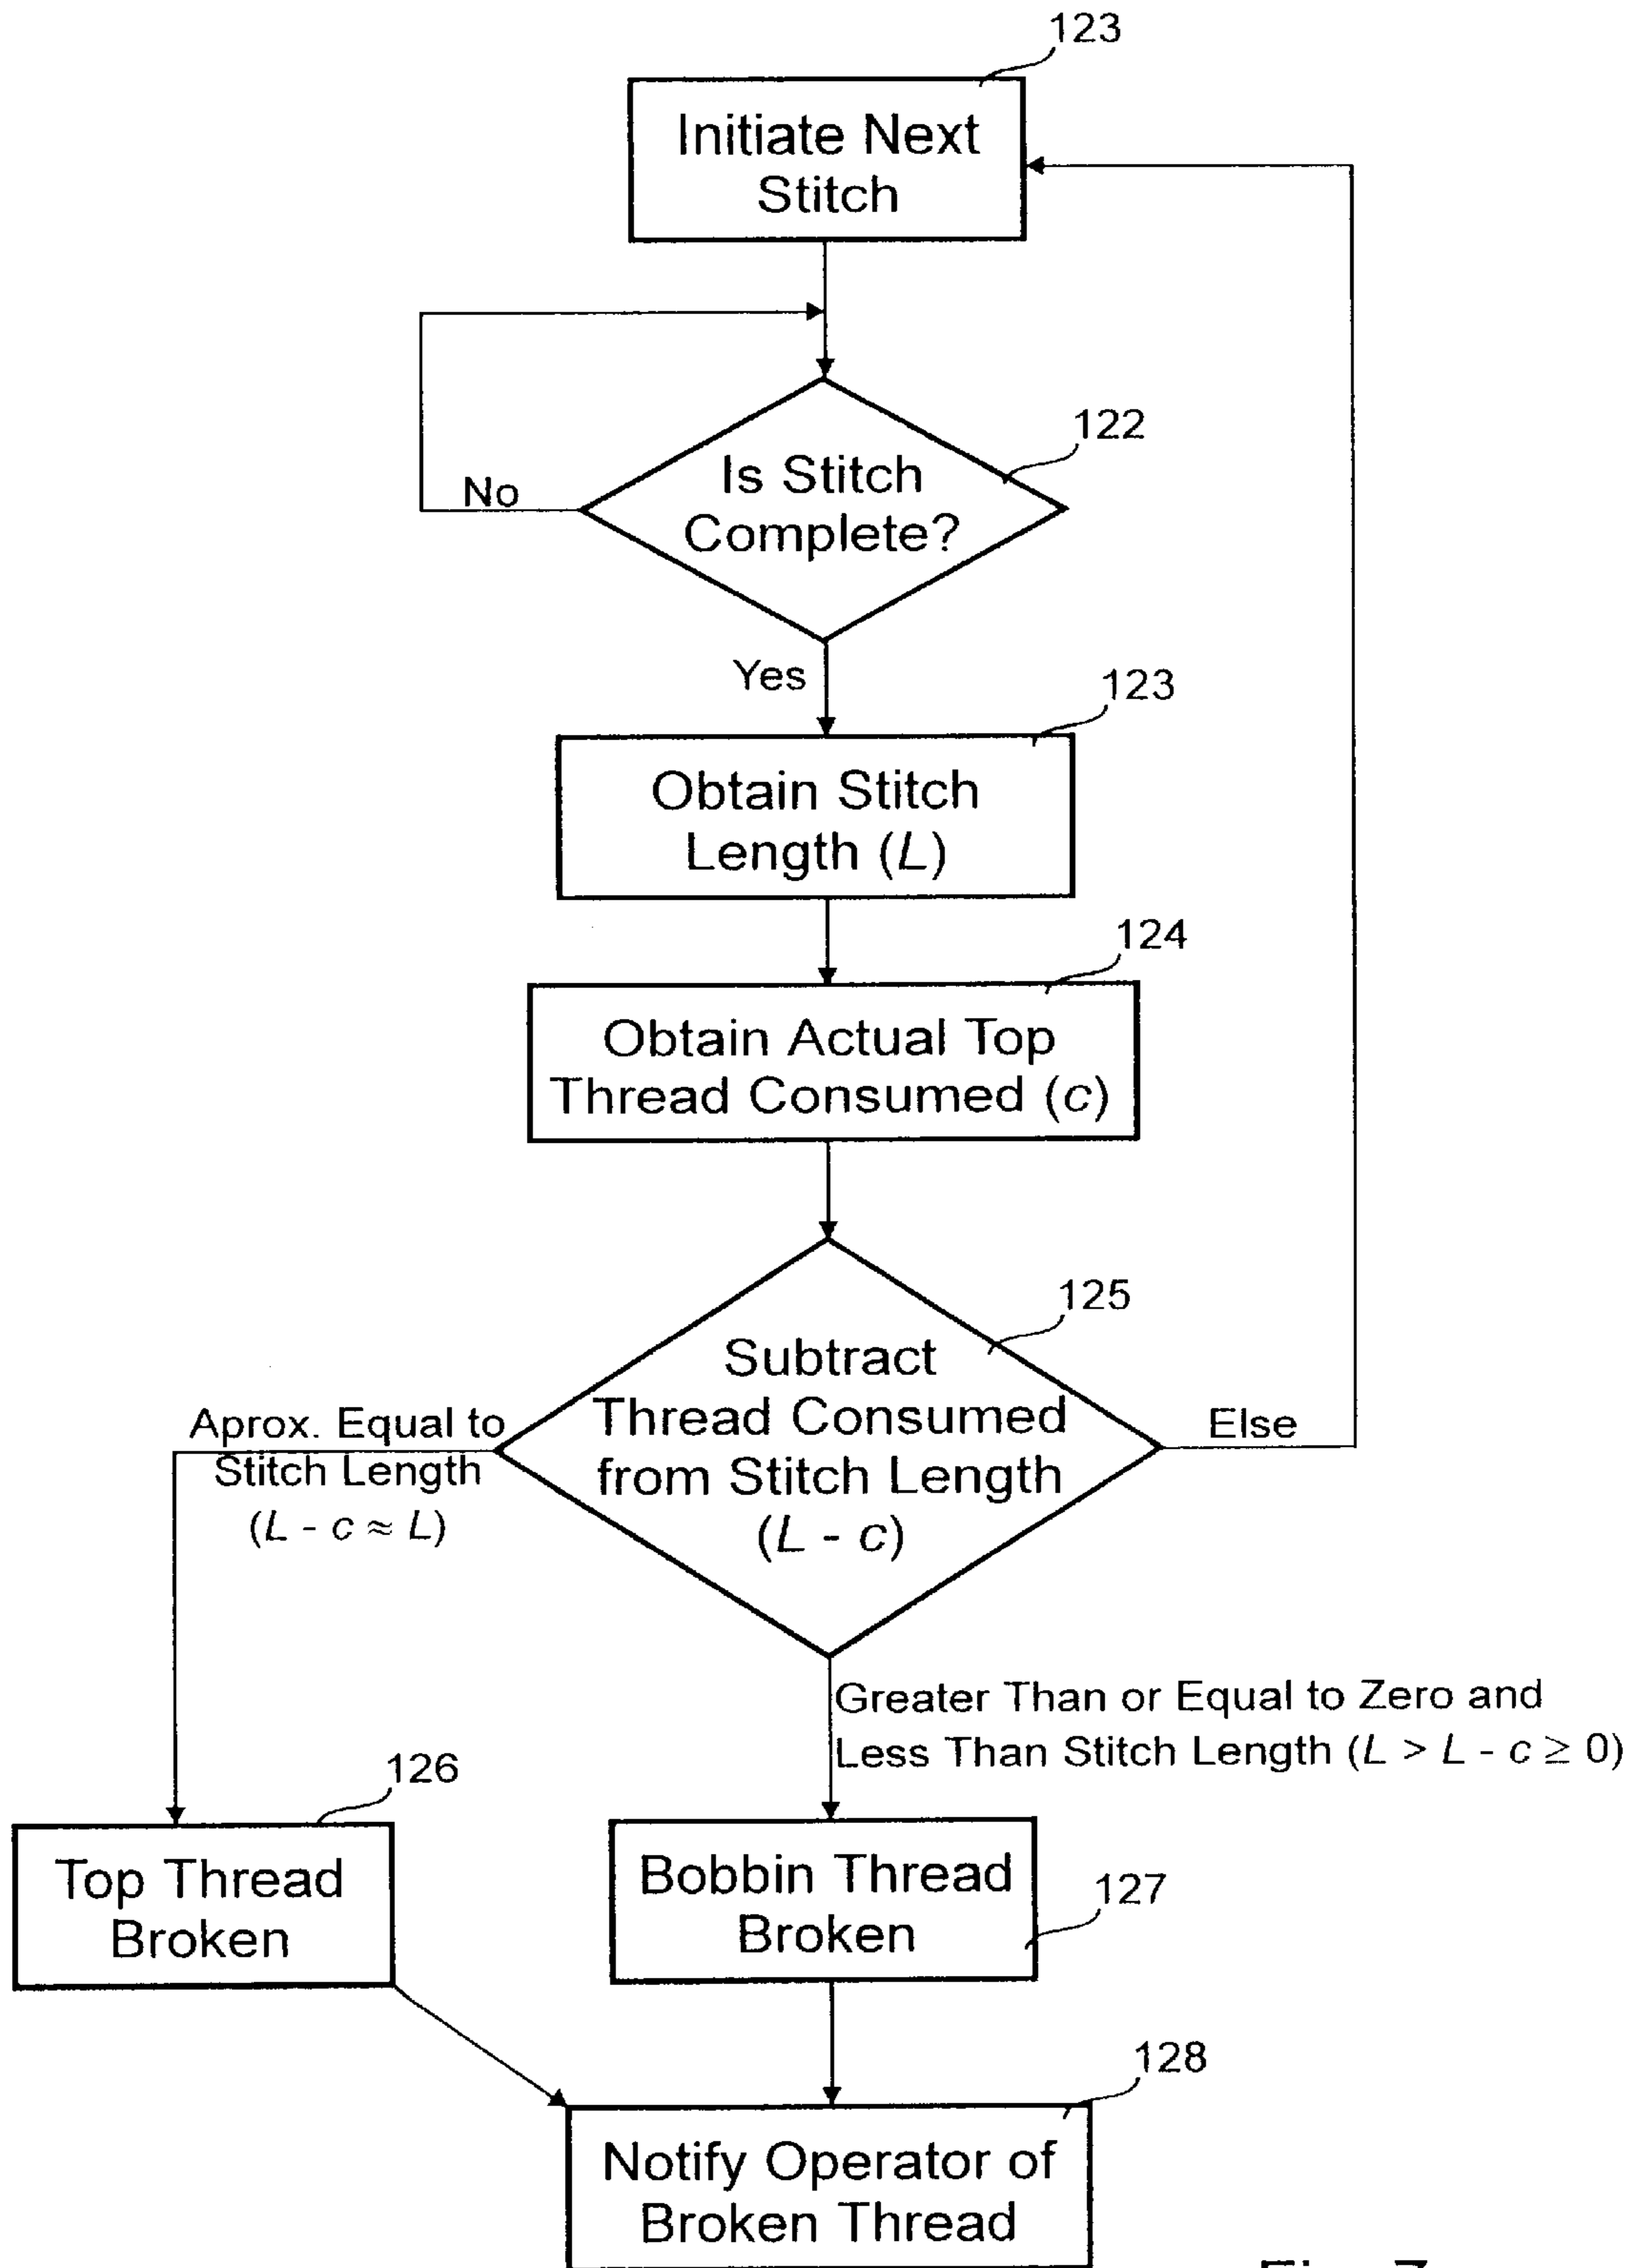 123
Initiate Next
Stitch
122
Is Stitch
Complete?
No
Yes
123
Obtain Stitch
Length (L)
124
Obtain Actual Top
Thread Consumed (c)
125
Subtract
Thread Consumed
from Stitch Length
(L - c)
Aprox. Equal to
Stitch Length
(L - c ≈ L)
Else
Greater Than or Equal to Zero and
Less Than Stitch Length (L > L - c ≥ 0)
126
Top Thread
Broken
Bobbin Thread
Broken
127
128
Notify Operator of
Broken Thread